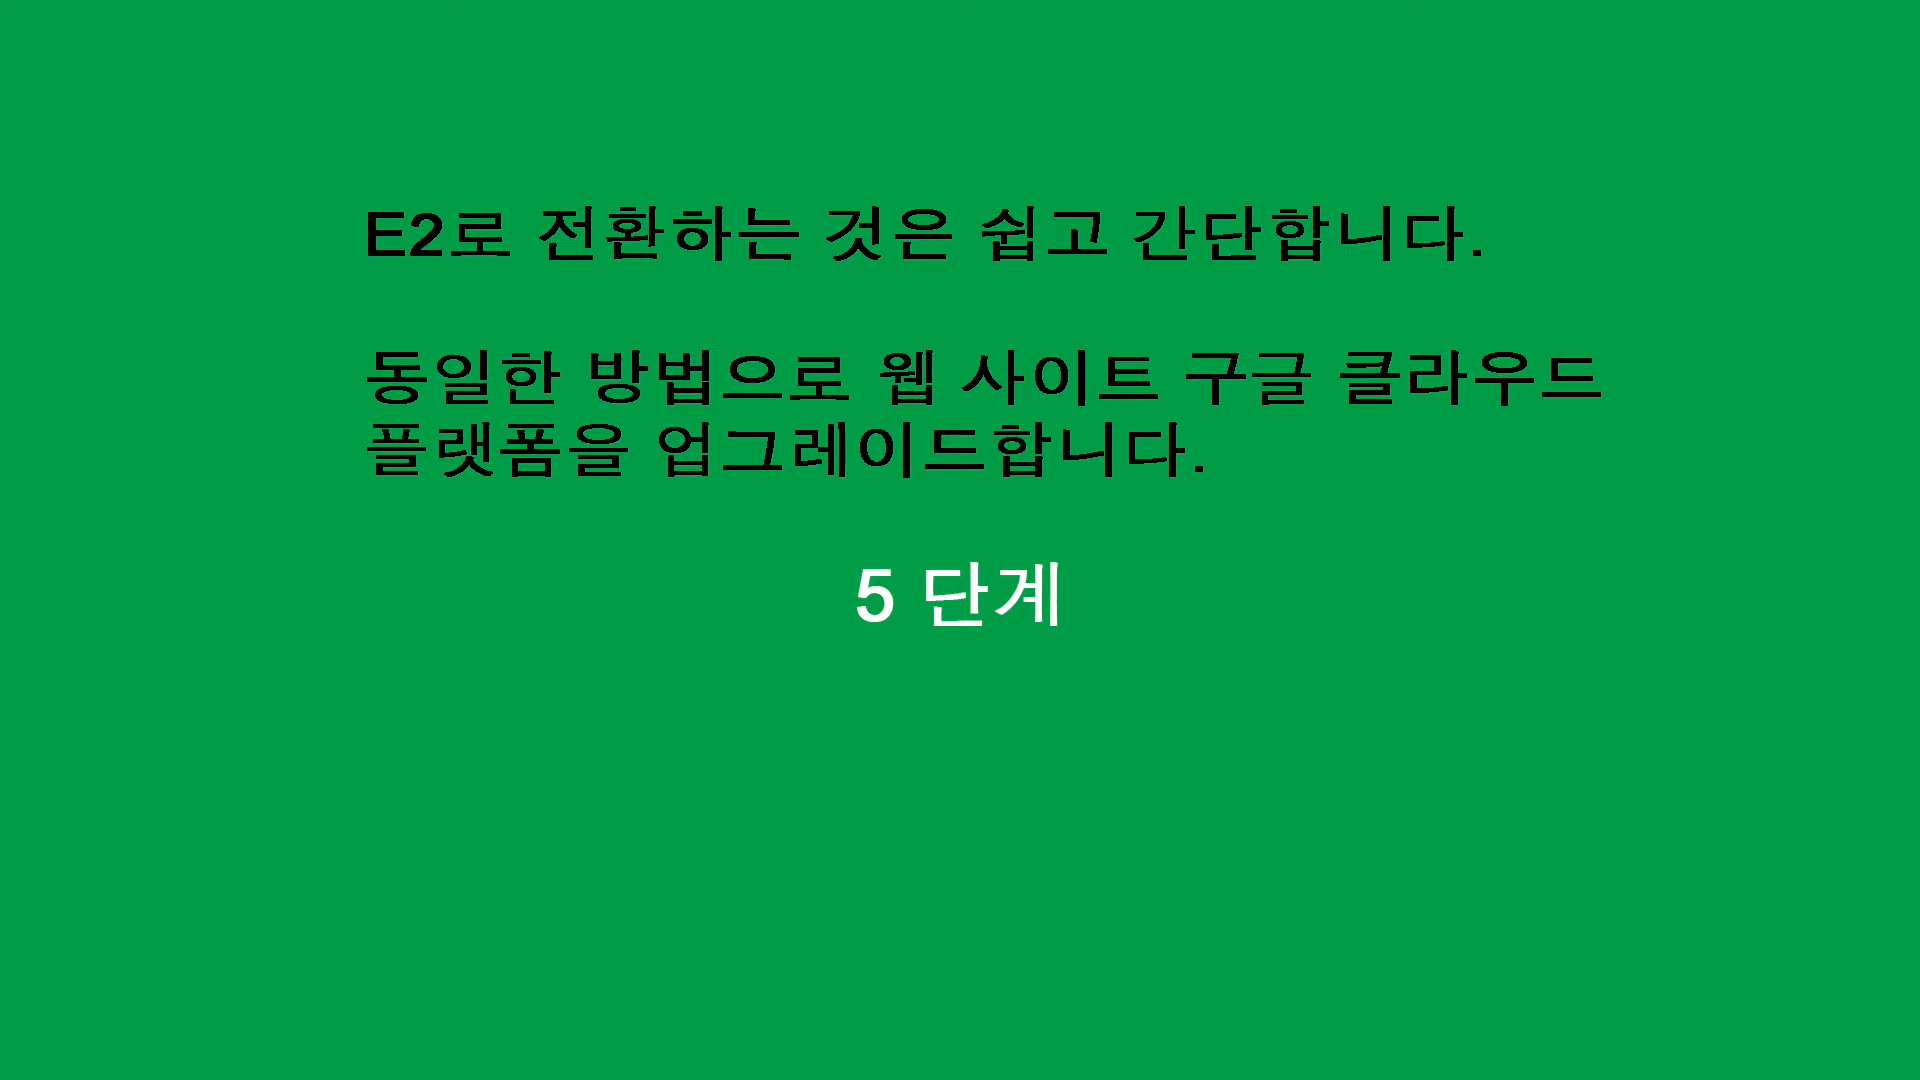 E2로 전환하는 것은 쉽고 간단합니다.
동일한 방법으로 웹 사이트 구글 클라우드
플랫폼을 업그레이드합니다.
5 단계